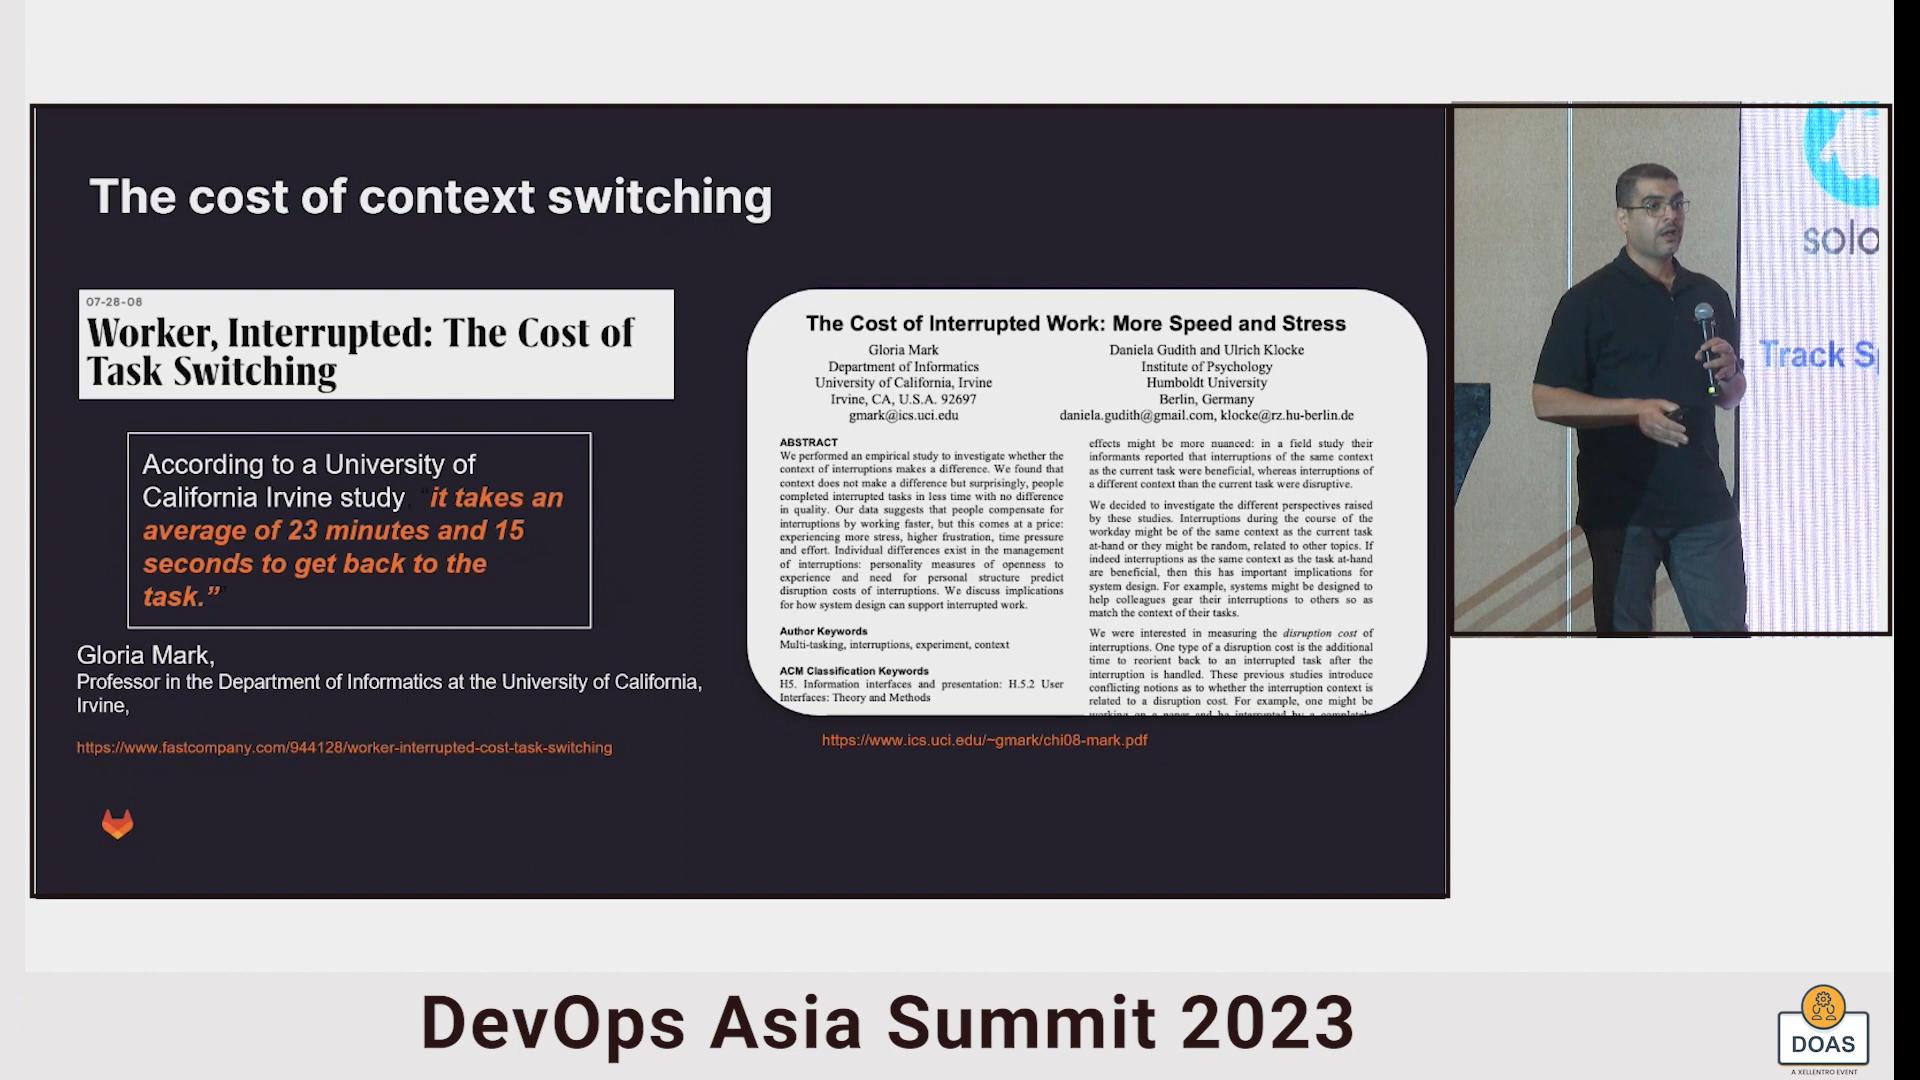 The cost of context switching
07-28-08
Worker, Interrupted: The Cost of
Task Switching
According to a University of
California Irvine study, “it takes an
average of 23 minutes and 15
seconds to get back to the
task.”
Gloria Mark,
Professor in the Department of Informatics at the University of California,
Irvine,
https://www.fastcompany.com/944128/worker-interrupted-cost-task-switching
The Cost of Interrupted Work: More Speed and Stress
Gloria Mark
Department of Informatics
University of California, Irvine
Irvine, CA, U.S.A. 92697
gmark@ics.uci.edu
Daniela Gudith and Ulrich Klocke
Institute of Psychology
Humboldt University
Berlin, Germany
daniela.gudith@gmail.com, klocke@rz.hu-berlin.de
ABSTRACT
We performed an empirical study to investigate whether the
context of interruptions makes a difference. We found that
context does not make a difference but surprisingly, people
completed interrupted tasks in less time with no difference
in quality. Our data suggests that people compensate for
interruptions by working faster, but this comes at a price:
experiencing more stress, higher frustration, time pressure
and effort. Individual differences exist in the management
of interruptions: personality measures of openness to
experience and need for personal structure predict
disruption costs of interruptions. We discuss implications
for how system design can support interrupted work.
Author Keywords
Multi-tasking, interruptions, experiment, context
ACM Classification Keywords
H5. Information interfaces and presentation: H.5.2 User
Interfaces: Theory and Methods
effects might be more nuanced: in a field study their
informants reported that interruptions of the same context
as the current task were beneficial, whereas interruptions of
a different context than the current task were disruptive.
We decided to investigate the different perspectives raised
by these studies. Interruptions during the course of the
workday might be of the same context as the current task
at-hand or they might be random, related to other topics. If
indeed interruptions as the same context as the task at-hand
are beneficial, then this has important implications for
system design. For example, systems might be designed to
help colleagues gear their interruptions to others so as
match the context of their tasks.
We were interested in measuring the disruption cost of
interruptions. One type of a disruption cost is the additional
time to reorient back to an interrupted task after the
interruption is handled. These previous studies introduce
conflicting notions as to whether the interruption context is
related to a disruption cost. For example, one might be
https://www.ics.uci.edu/~gmark/chi08-mark.pdf
solo
Track Sp
DevOps Asia Summit 2023
DOAS
A XELLENTRO EVENT